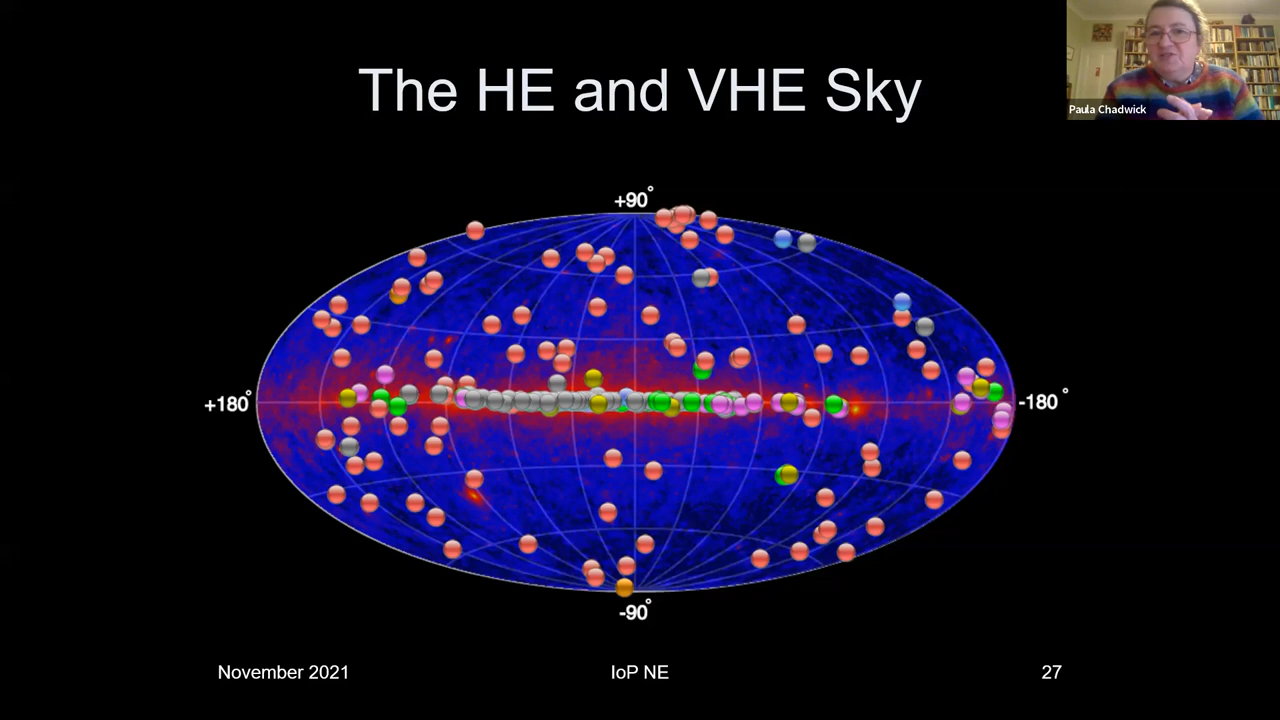 The HE and VHE Sky
Paula Chadwick
+90°
+180°
-180°
-90°
November 2021
IoP NE
27